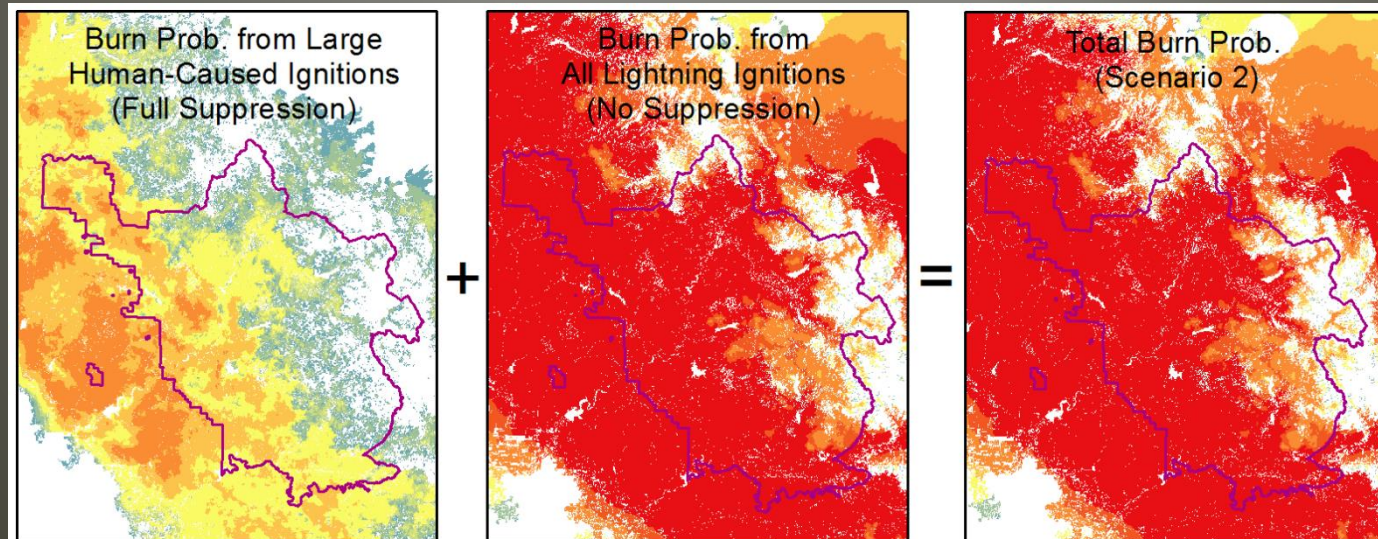 Burn Prob. from Large
Human-Caused Ignitions
(Full Suppression)
+
Burn Prob. from
All Lightning Ignitions
(No Suppression)
=
Total Burn Prob.
(Scenario 2)